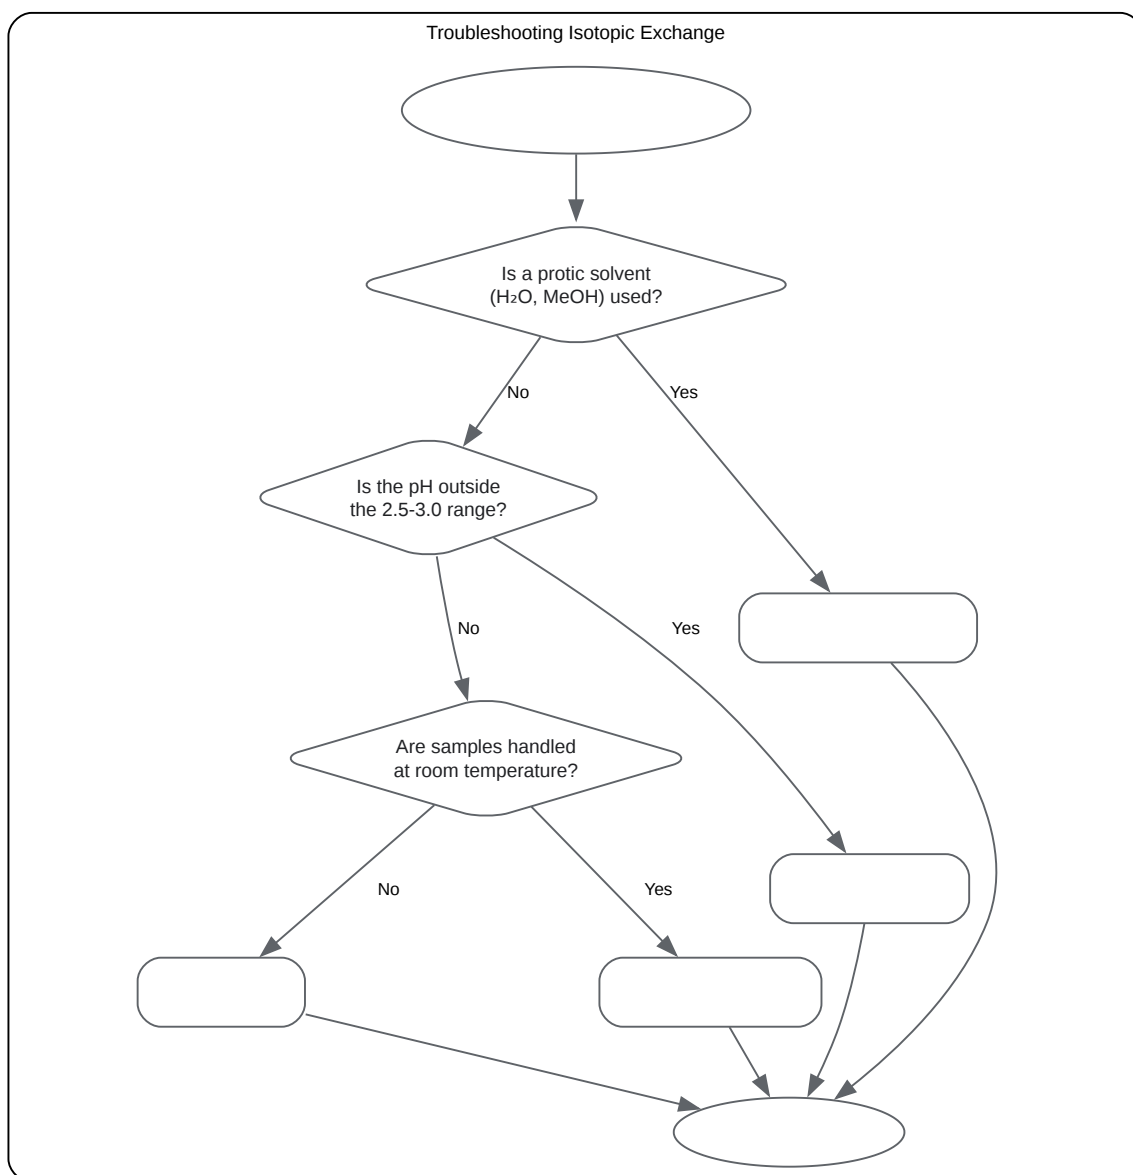 Troubleshooting Isotopic Exchange
Is a protic solvent
(H₂O, MeOH) used?
No
Yes
Is the pH outside
the 2.5-3.0 range?
No
Yes
Are samples handled
at room temperature?
No
Yes